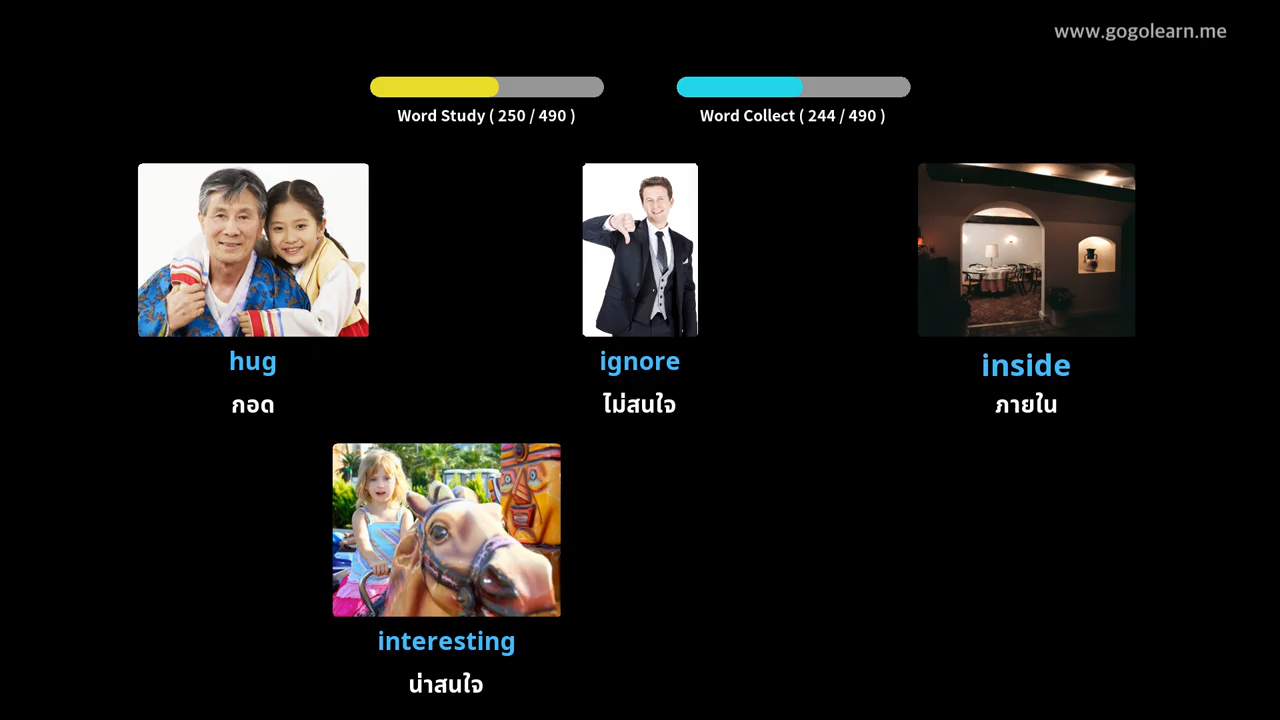 www.gogolearn.me
Word Study ( 250 / 490 )
Word Collect ( 244 / 490 )
hug
กอด
ignore
ไม่สนใจ
inside
ภายใน
interesting
น่าสนใจ